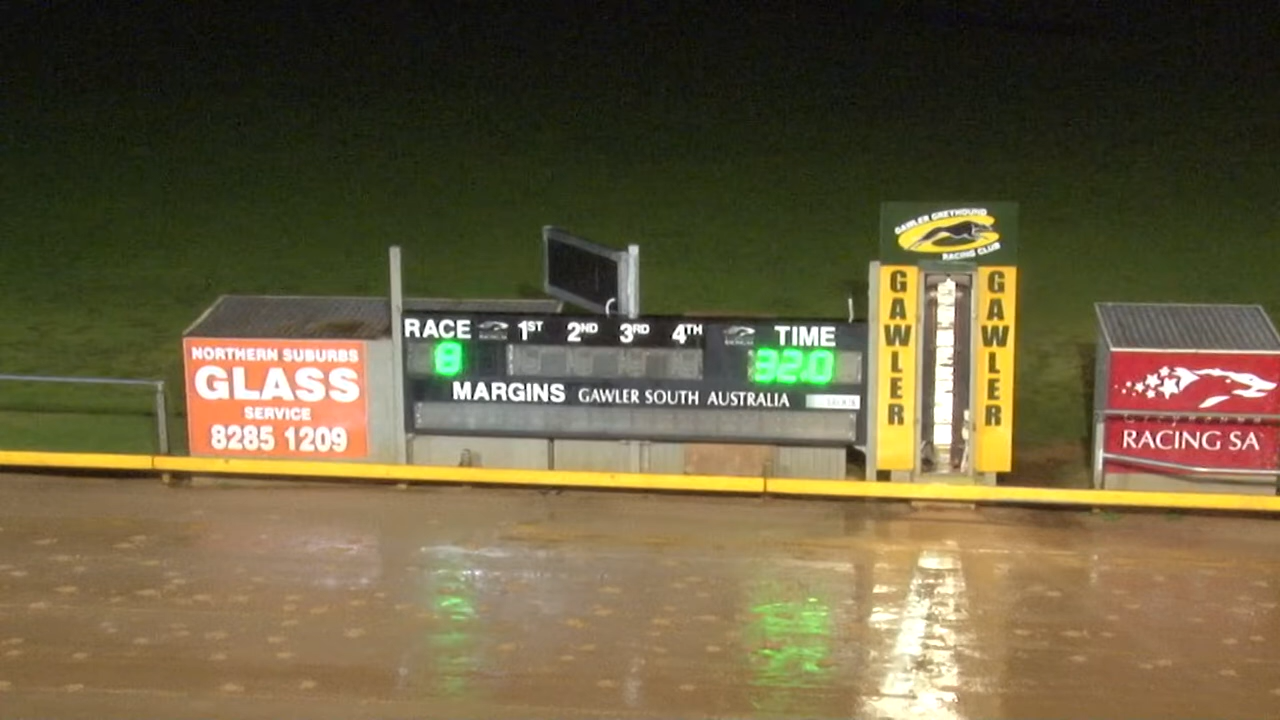 GAWLER GREYHOUND
RACING CLUB
GAWLER
GAWLER
RACE 1ST 2ND 3RD 4TH TIME
8 32.0
MARGINS GAWLER SOUTH AUSTRALIA
NORTHERN SUBURBS
GLASS
SERVICE
8285 1209
RACING SA